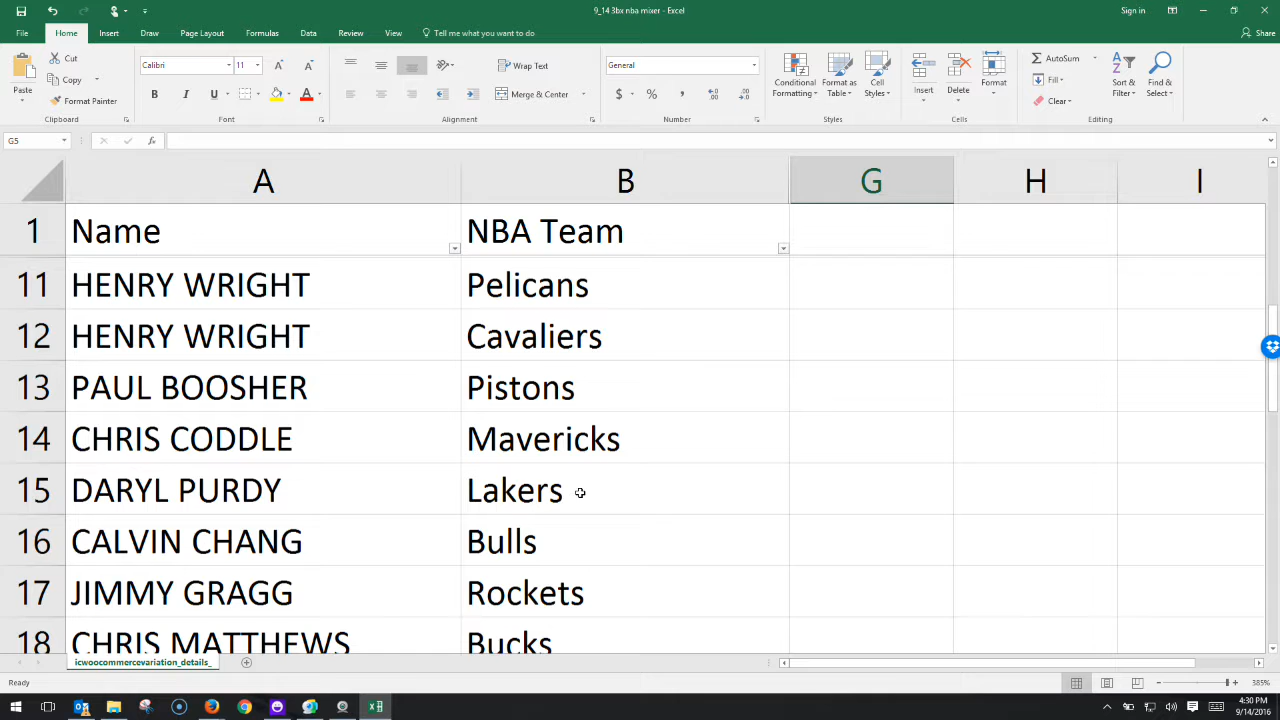 9_14 3bx nba mixer - Excel
Sign in
File Home Insert Draw Page Layout Formulas Data Review View Tell me what you want to do Share
Paste
Cut
Copy
Format Painter
Calibri 11
B I U
Wrap Text
Merge & Center
General
$ % ,
Conditional Formatting
Format as Table
Cell Styles
Insert
Delete
Format
AutoSum
Fill
Clear
Sort & Filter
Find & Select
Clipboard Font Alignment Number Styles Cells Editing
G5 fx
A B G H I
1 Name NBA Team
11 HENRY WRIGHT Pelicans
12 HENRY WRIGHT Cavaliers
13 PAUL BOOSHER Pistons
14 CHRIS CODDLE Mavericks
15 DARYL PURDY Lakers
16 CALVIN CHANG Bulls
17 JIMMY GRAGG Rockets
18 CHRIS MATTHEWS Bucks
icwoocommercevariation_details_
Ready 385%
4:30 PM
9/14/2016